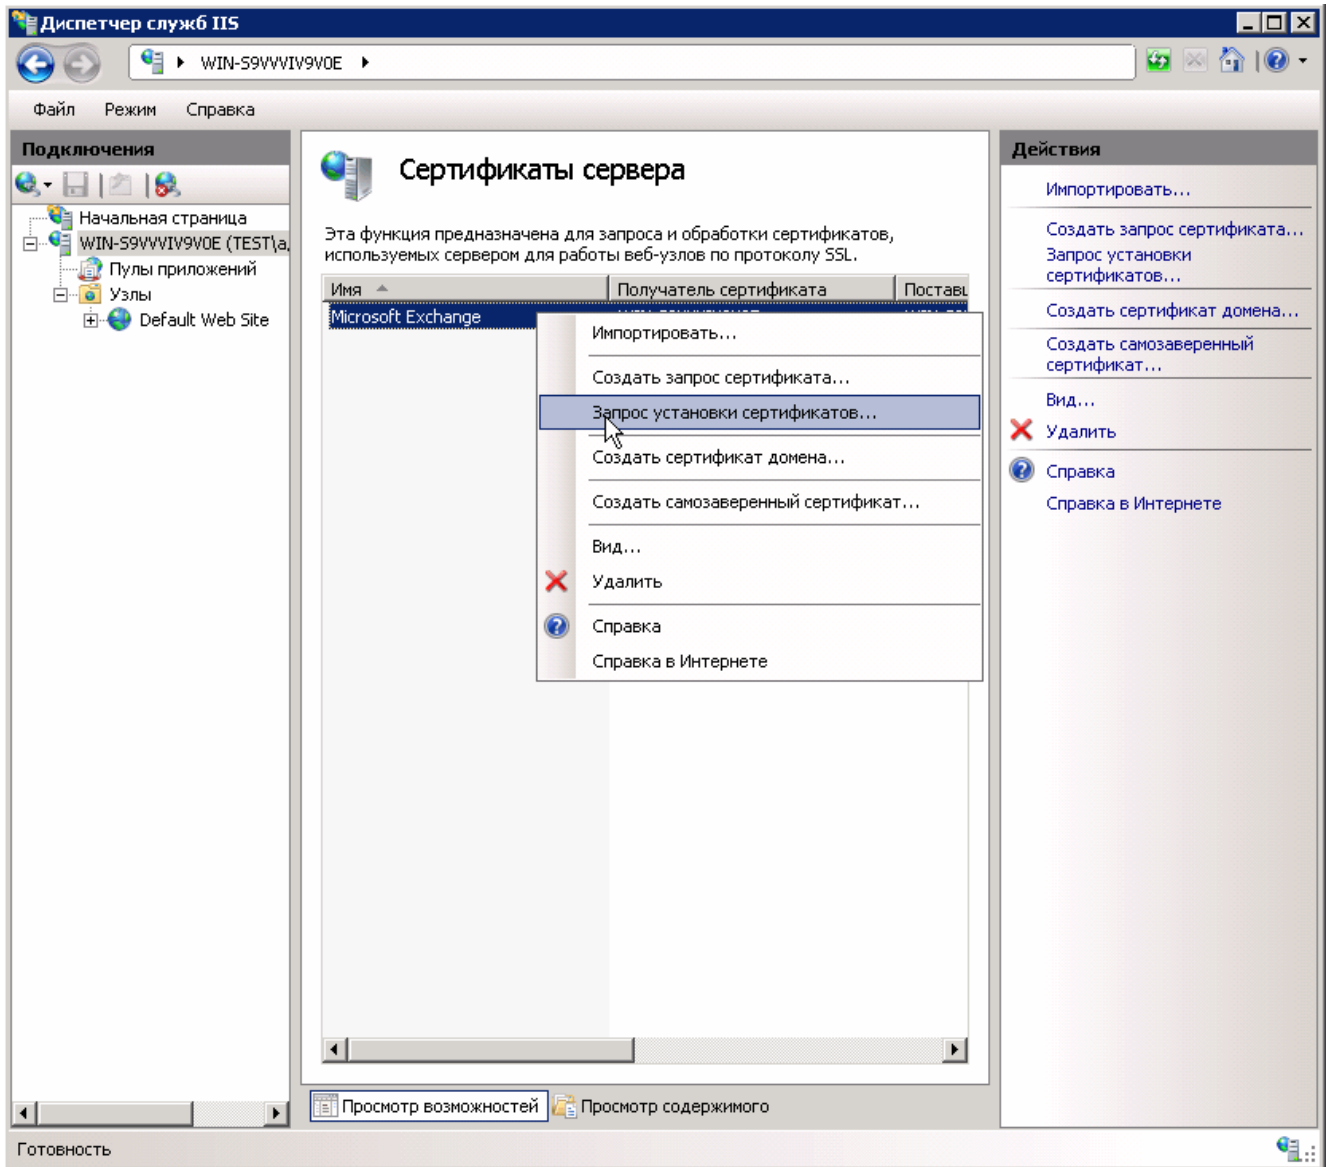 Диспетчер служб IIS
WIN-S9VVVIV9V0E
Файл Режим Справка
Подключения
Начальная страница
WIN-S9VVVIV9V0E (TEST\a
Пулы приложений
Узлы
Default Web Site
Сертификаты сервера
Эта функция предназначена для запроса и обработки сертификатов,
используемых сервером для работы веб-узлов по протоколу SSL.
Имя Получатель сертификата
Microsoft Exchange
Импортировать...
Создать запрос сертификата...
Запрос установки сертификатов...
Создать сертификат домена...
Создать самозаверенный сертификат...
Вид...
Удалить
Справка
Справка в Интернете
Просмотр возможностей Просмотр содержимого
Действия
Импортировать...
Создать запрос сертификата...
Запрос установки
сертификатов...
Создать сертификат домена...
Создать самозаверенный
сертификат...
Вид...
Удалить
Справка
Справка в Интернете
Готовность